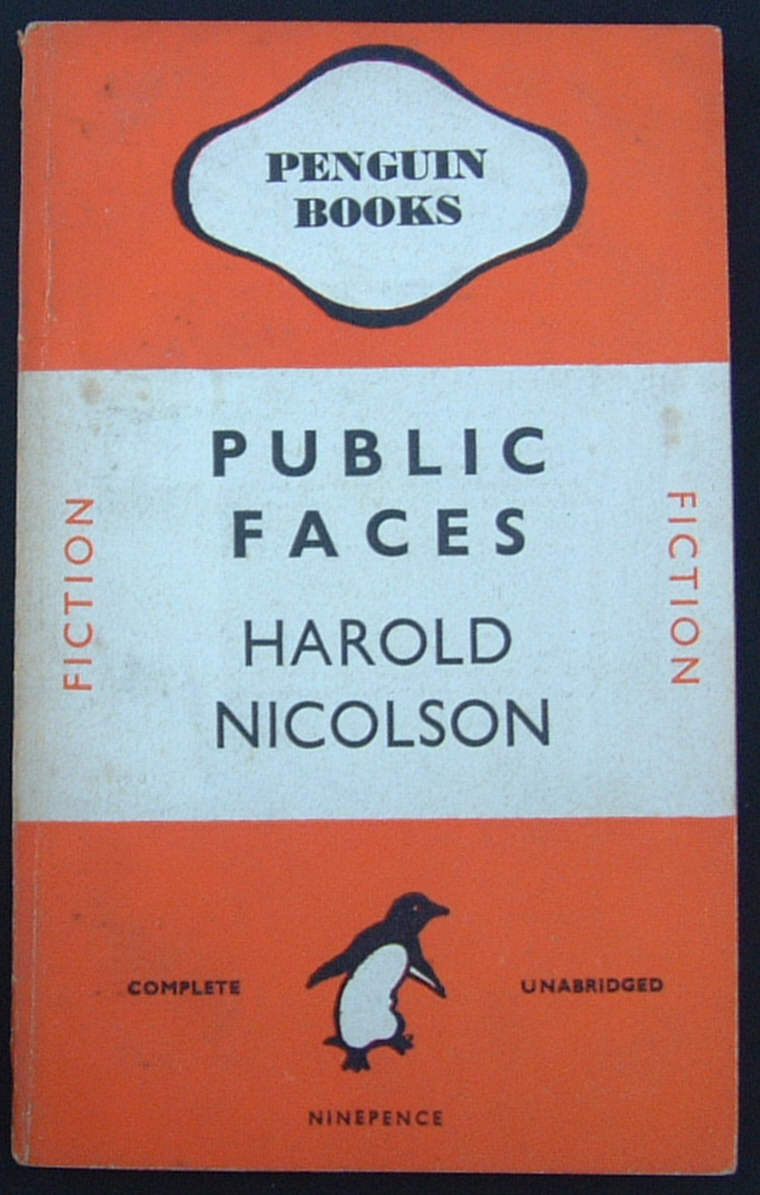 PENGUIN
BOOKS
PUBLIC
FACES
HAROLD
NICOLSON
FICTION
FICTION
COMPLETE
UNABRIDGED
NINEPENCE